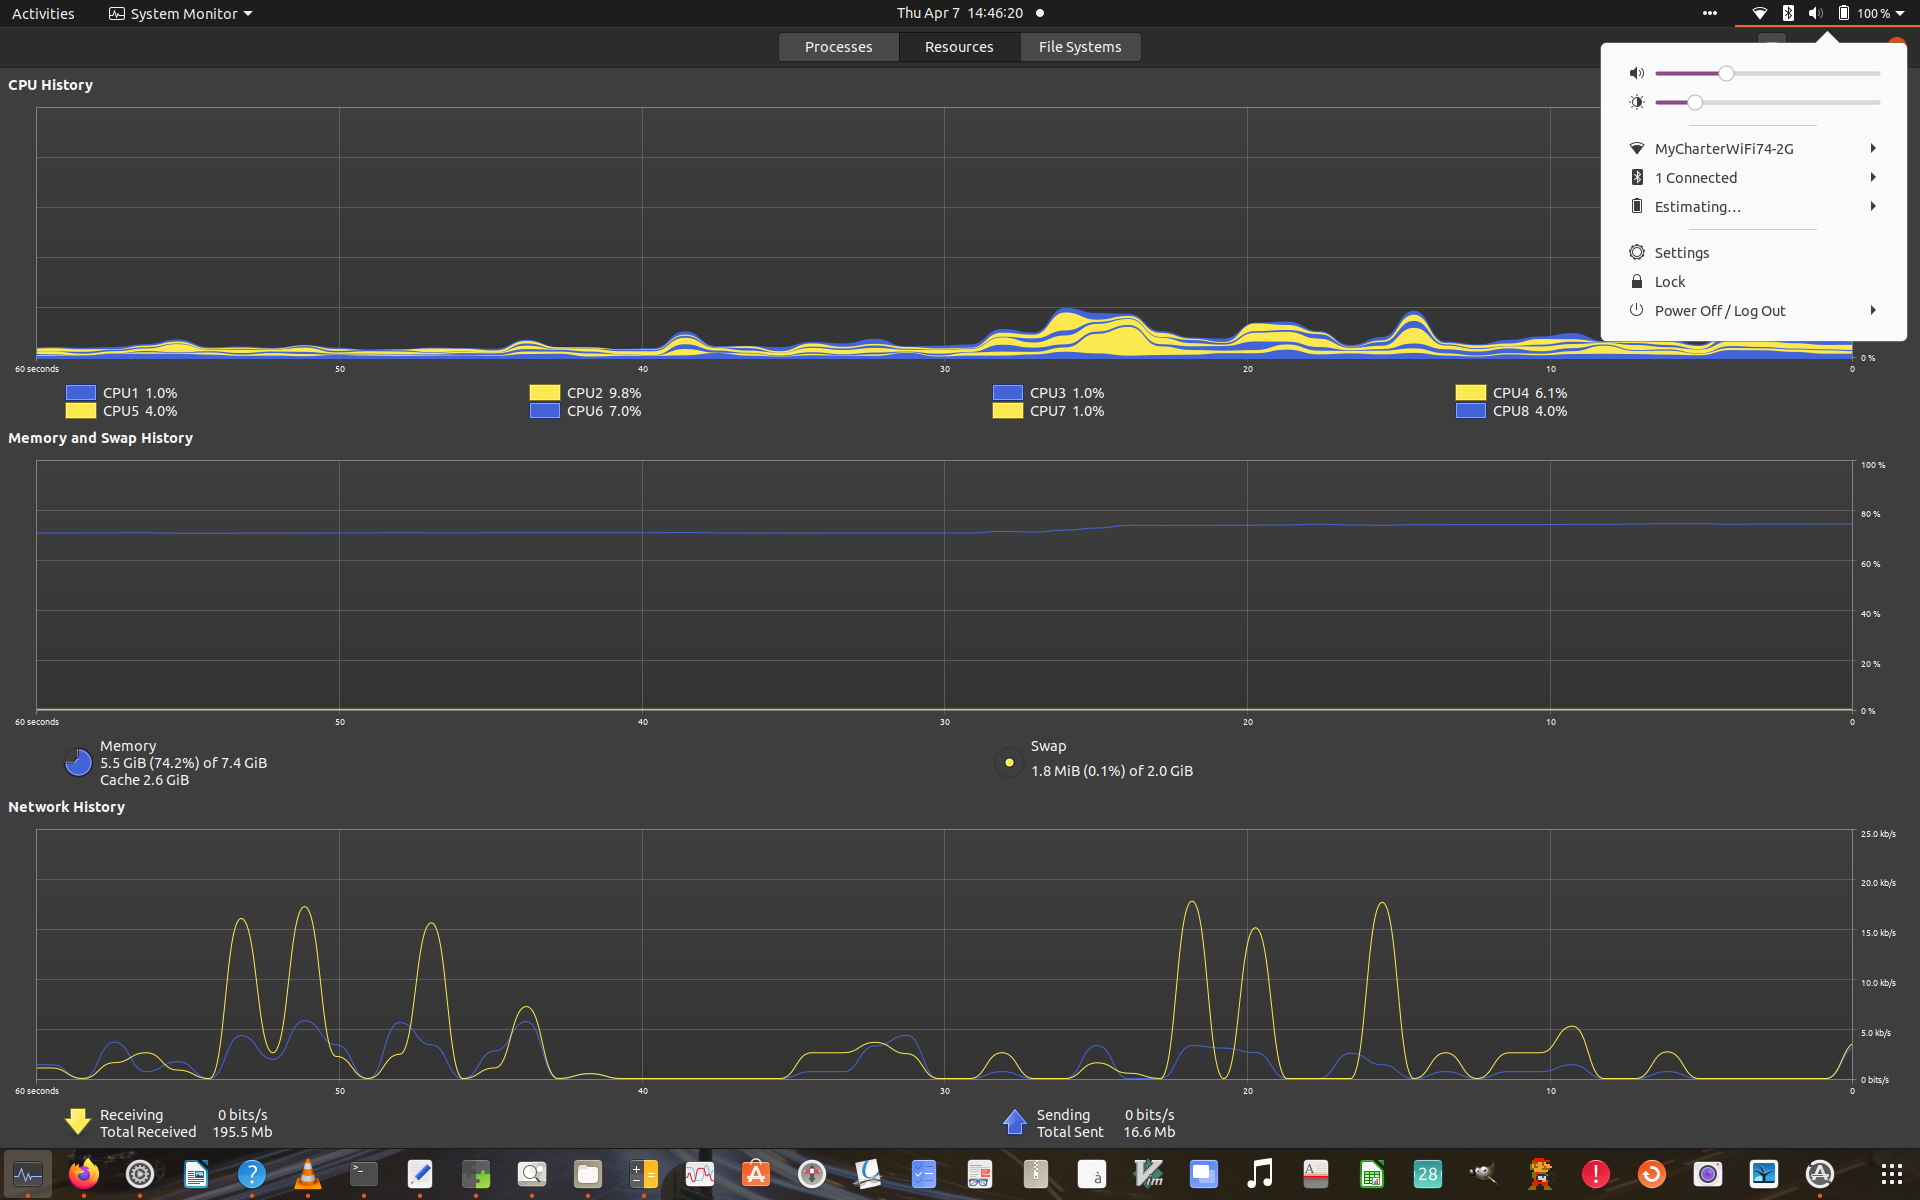 Activities System Monitor Thu Apr 7 14:46:20 100 %
Processes Resources File Systems
CPU History
MyCharterWiFi74-2G
1 Connected
Estimating…
Settings
Lock
Power Off / Log Out
0 %
60 seconds 50 40 30 20 10 0
CPU1 1.0% CPU2 9.8% CPU3 1.0% CPU4 6.1%
CPU5 4.0% CPU6 7.0% CPU7 1.0% CPU8 4.0%
Memory and Swap History
100 %
80 %
60 %
40 %
20 %
0 %
60 seconds 50 40 30 20 10 0
Memory
5.5 GiB (74.2%) of 7.4 GiB
Cache 2.6 GiB
Swap
1.8 MiB (0.1%) of 2.0 GiB
Network History
25.0 kb/s
20.0 kb/s
15.0 kb/s
10.0 kb/s
5.0 kb/s
0 bits/s
60 seconds 50 40 30 20 10 0
Receiving 0 bits/s
Total Received 195.5 Mb
Sending 0 bits/s
Total Sent 16.6 Mb
? >_ à Vim A 28 ! A